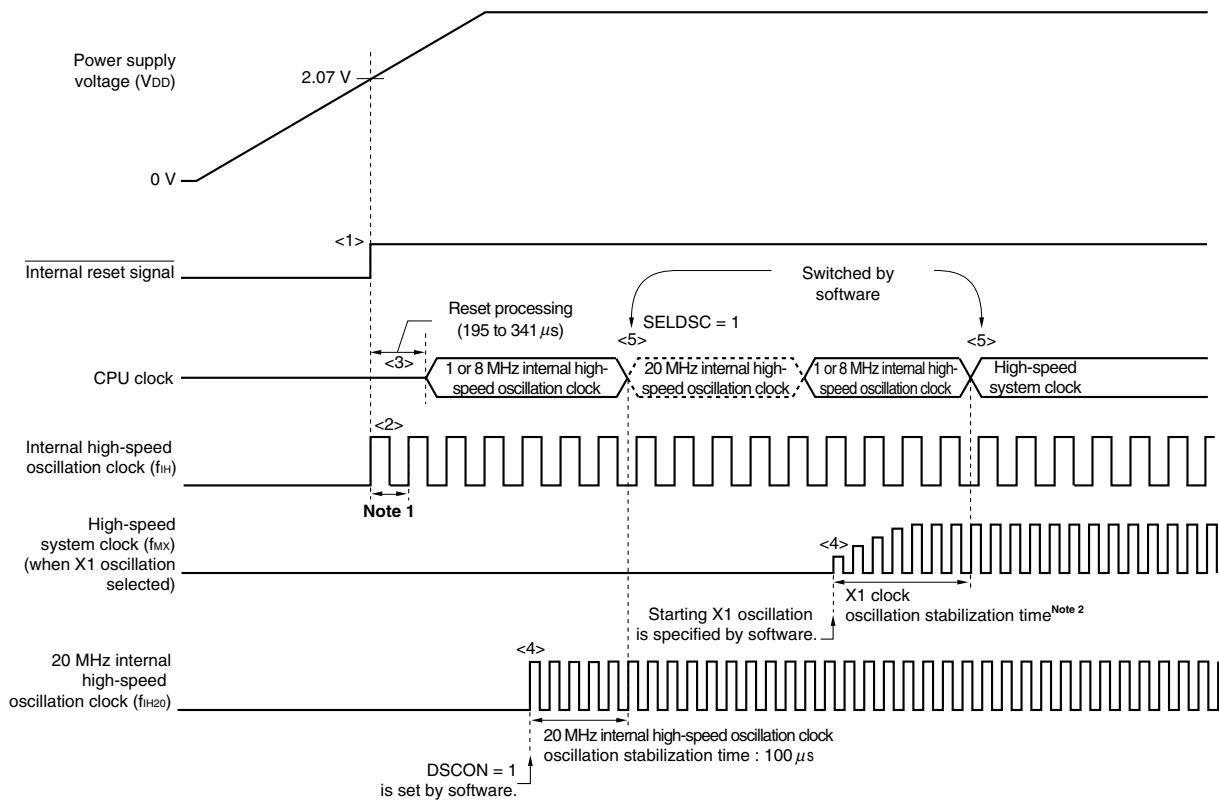 Power supply
voltage (VDD)
2.07 V
0 V
<1>
Internal reset signal
Switched by
software
Reset processing
(195 to 341 μs)
SELDSC = 1
<3>
<5>
<5>
CPU clock
1 or 8 MHz internal high-
speed oscillation clock
20 MHz internal high-
speed oscillation clock
1 or 8 MHz internal high-
speed oscillation clock
High-speed
system clock
<2>
Internal high-speed
oscillation clock (fIH)
Note 1
High-speed
system clock (fMX)
(when X1 oscillation
selected)
<4>
X1 clock
oscillation stabilization time Note 2
Starting X1 oscillation
is specified by software.
<4>
20 MHz internal
high-speed
oscillation clock (fIH20)
20 MHz internal high-speed oscillation clock
oscillation stabilization time : 100 μs
DSCON = 1
is set by software.